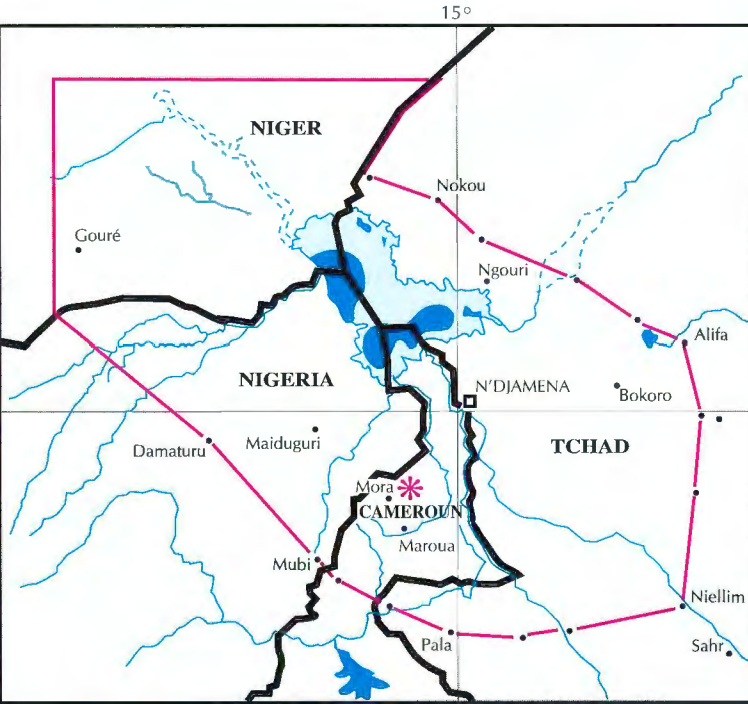 15°
NIGER
Nokou
Gouré
Ngouri
Alifa
NIGERIA
N'DJAMENA
Bokoro
Damaturu
Maiduguri
TCHAD
Mora
CAMEROUN
Maroua
Mubi
Niellim
Pala
Sahr